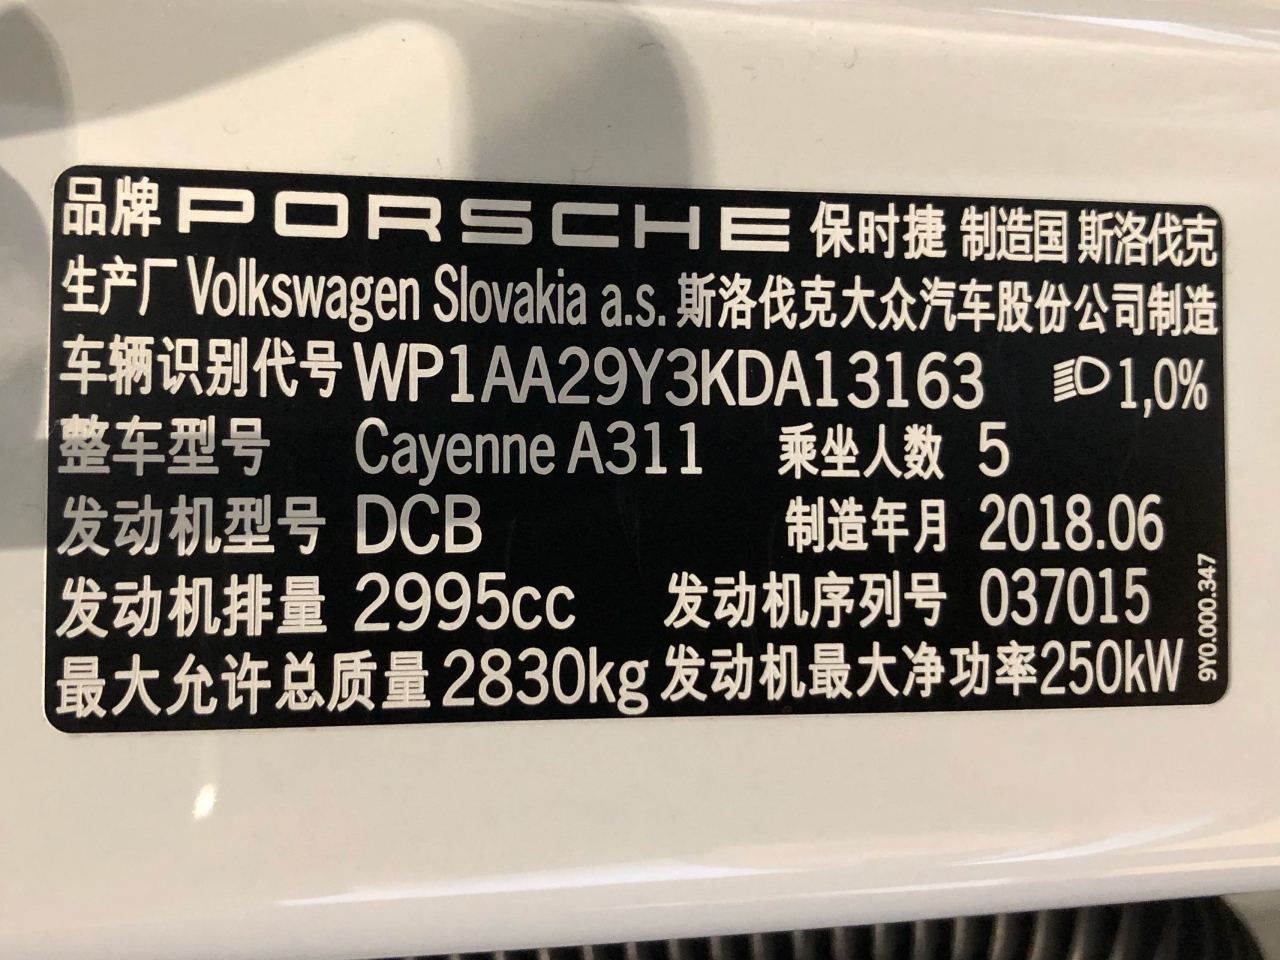 品牌 PORSCHE 保时捷 制造国 斯洛伐克
生产厂 Volkswagen Slovakia a.s. 斯洛伐克大众汽车股份公司制造
车辆识别代号 WP1AA29Y3KDA13163 1,0%
整车型号 Cayenne A311 乘坐人数 5
发动机型号 DCB 制造年月 2018.06
发动机排量 2995cc 发动机序列号 037015
最大允许总质量 2830kg 发动机最大净功率 250kW
9Y0.000.347